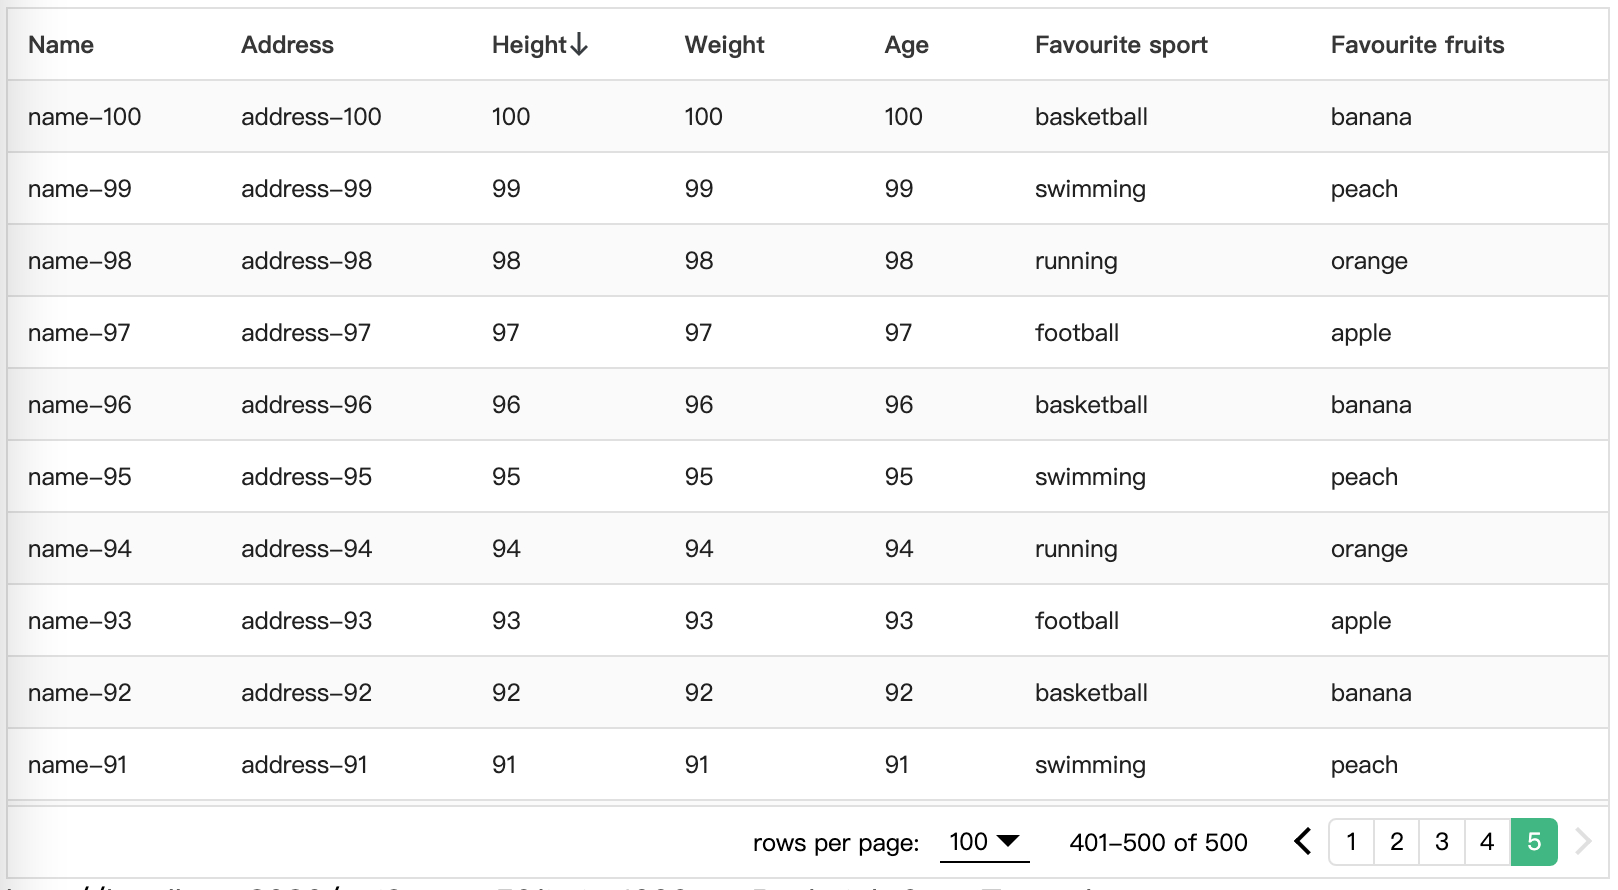 Name Address Height↓ Weight Age Favourite sport Favourite fruits
name-100 address-100 100 100 100 basketball banana
name-99 address-99 99 99 99 swimming peach
name-98 address-98 98 98 98 running orange
name-97 address-97 97 97 97 football apple
name-96 address-96 96 96 96 basketball banana
name-95 address-95 95 95 95 swimming peach
name-94 address-94 94 94 94 running orange
name-93 address-93 93 93 93 football apple
name-92 address-92 92 92 92 basketball banana
name-91 address-91 91 91 91 swimming peach
rows per page: 100 401-500 of 500 1 2 3 4 5